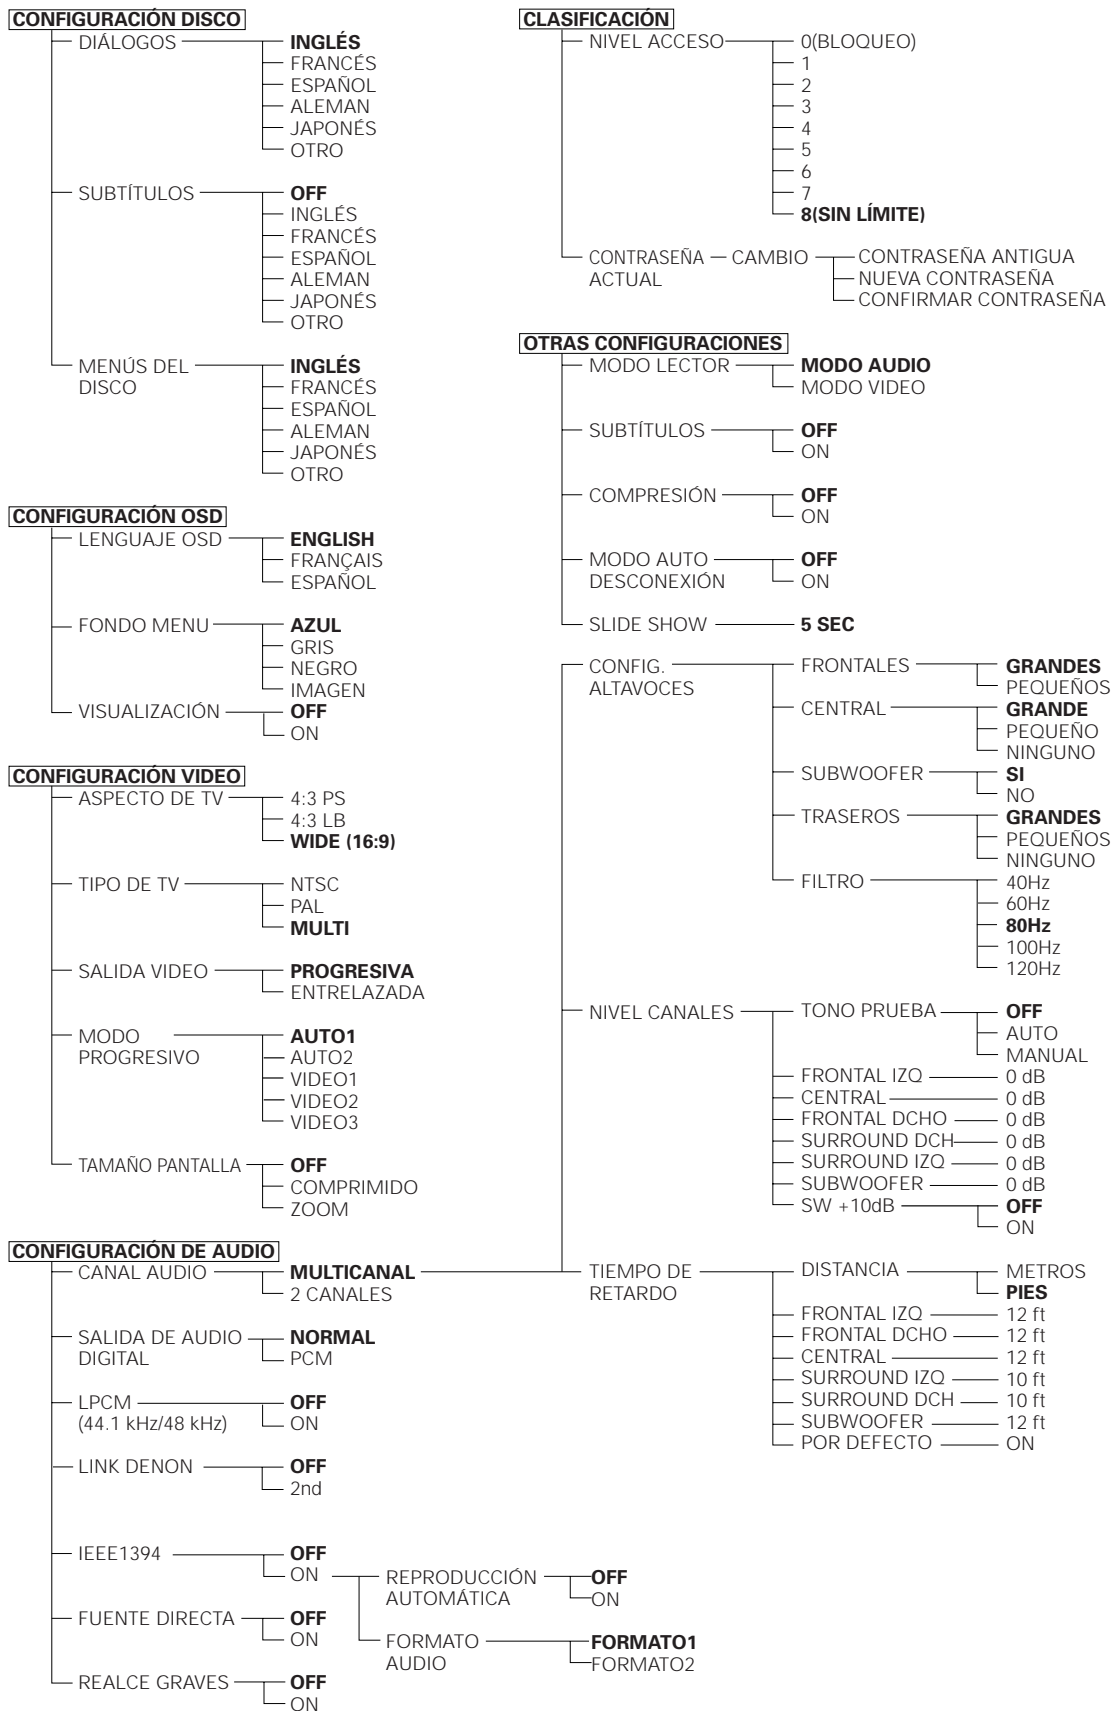 CONFIGURACIÓN DISCO
DIÁLOGOS
INGLÉS
FRANCÉS
ESPAÑOL
ALEMAN
JAPONÉS
OTRO
SUBTÍTULOS
OFF
INGLÉS
FRANCÉS
ESPAÑOL
ALEMAN
JAPONÉS
OTRO
MENÚS DEL
DISCO
INGLÉS
FRANCÉS
ESPAÑOL
ALEMAN
JAPONÉS
OTRO
CONFIGURACIÓN OSD
LENGUAJE OSD
ENGLISH
FRANÇAIS
ESPAÑOL
FONDO MENU
AZUL
GRIS
NEGRO
IMAGEN
VISUALIZACIÓN
OFF
ON
CONFIGURACIÓN VIDEO
ASPECTO DE TV
4:3 PS
4:3 LB
WIDE (16:9)
TIPO DE TV
NTSC
PAL
MULTI
SALIDA VIDEO
PROGRESIVA
ENTRELAZADA
MODO
PROGRESIVO
AUTO1
AUTO2
VIDEO1
VIDEO2
VIDEO3
TAMAÑO PANTALLA
OFF
COMPRIMIDO
ZOOM
CONFIGURACIÓN DE AUDIO
CANAL AUDIO
MULTICANAL
2 CANALES
SALIDA DE AUDIO
DIGITAL
NORMAL
PCM
LPCM
(44.1 kHz/48 kHz)
OFF
ON
LINK DENON
OFF
2nd
IEEE1394
OFF
ON
REPRODUCCIÓN
AUTOMÁTICA
OFF
ON
FORMATO
AUDIO
FORMATO1
FORMATO2
FUENTE DIRECTA
OFF
ON
REALCE GRAVES
OFF
ON
CLASIFICACIÓN
NIVEL ACCESO
0(BLOQUEO)
1
2
3
4
5
6
7
8(SIN LÍMITE)
CONTRASEÑA
ACTUAL
CAMBIO
CONTRASEÑA ANTIGUA
NUEVA CONTRASEÑA
CONFIRMAR CONTRASEÑA
OTRAS CONFIGURACIONES
MODO LECTOR
MODO AUDIO
MODO VIDEO
SUBTÍTULOS
OFF
ON
COMPRESIÓN
OFF
ON
MODO AUTO
DESCONEXIÓN
OFF
ON
SLIDE SHOW
5 SEC
CONFIG.
ALTAVOCES
FRONTALES
GRANDES
PEQUEÑOS
CENTRAL
GRANDE
PEQUEÑO
NINGUNO
SUBWOOFER
SI
NO
TRASEROS
GRANDES
PEQUEÑOS
NINGUNO
FILTRO
40Hz
60Hz
80Hz
100Hz
120Hz
NIVEL CANALES
TONO PRUEBA
OFF
AUTO
MANUAL
FRONTAL IZQ 0 dB
CENTRAL 0 dB
FRONTAL DCHO 0 dB
SURROUND DCH 0 dB
SURROUND IZQ 0 dB
SUBWOOFER 0 dB
SW +10dB
OFF
ON
TIEMPO DE
RETARDO
DISTANCIA
METROS
PIES
FRONTAL IZQ 12 ft
FRONTAL DCHO 12 ft
CENTRAL 12 ft
SURROUND IZQ 10 ft
SURROUND DCH 10 ft
SUBWOOFER 12 ft
POR DEFECTO ON